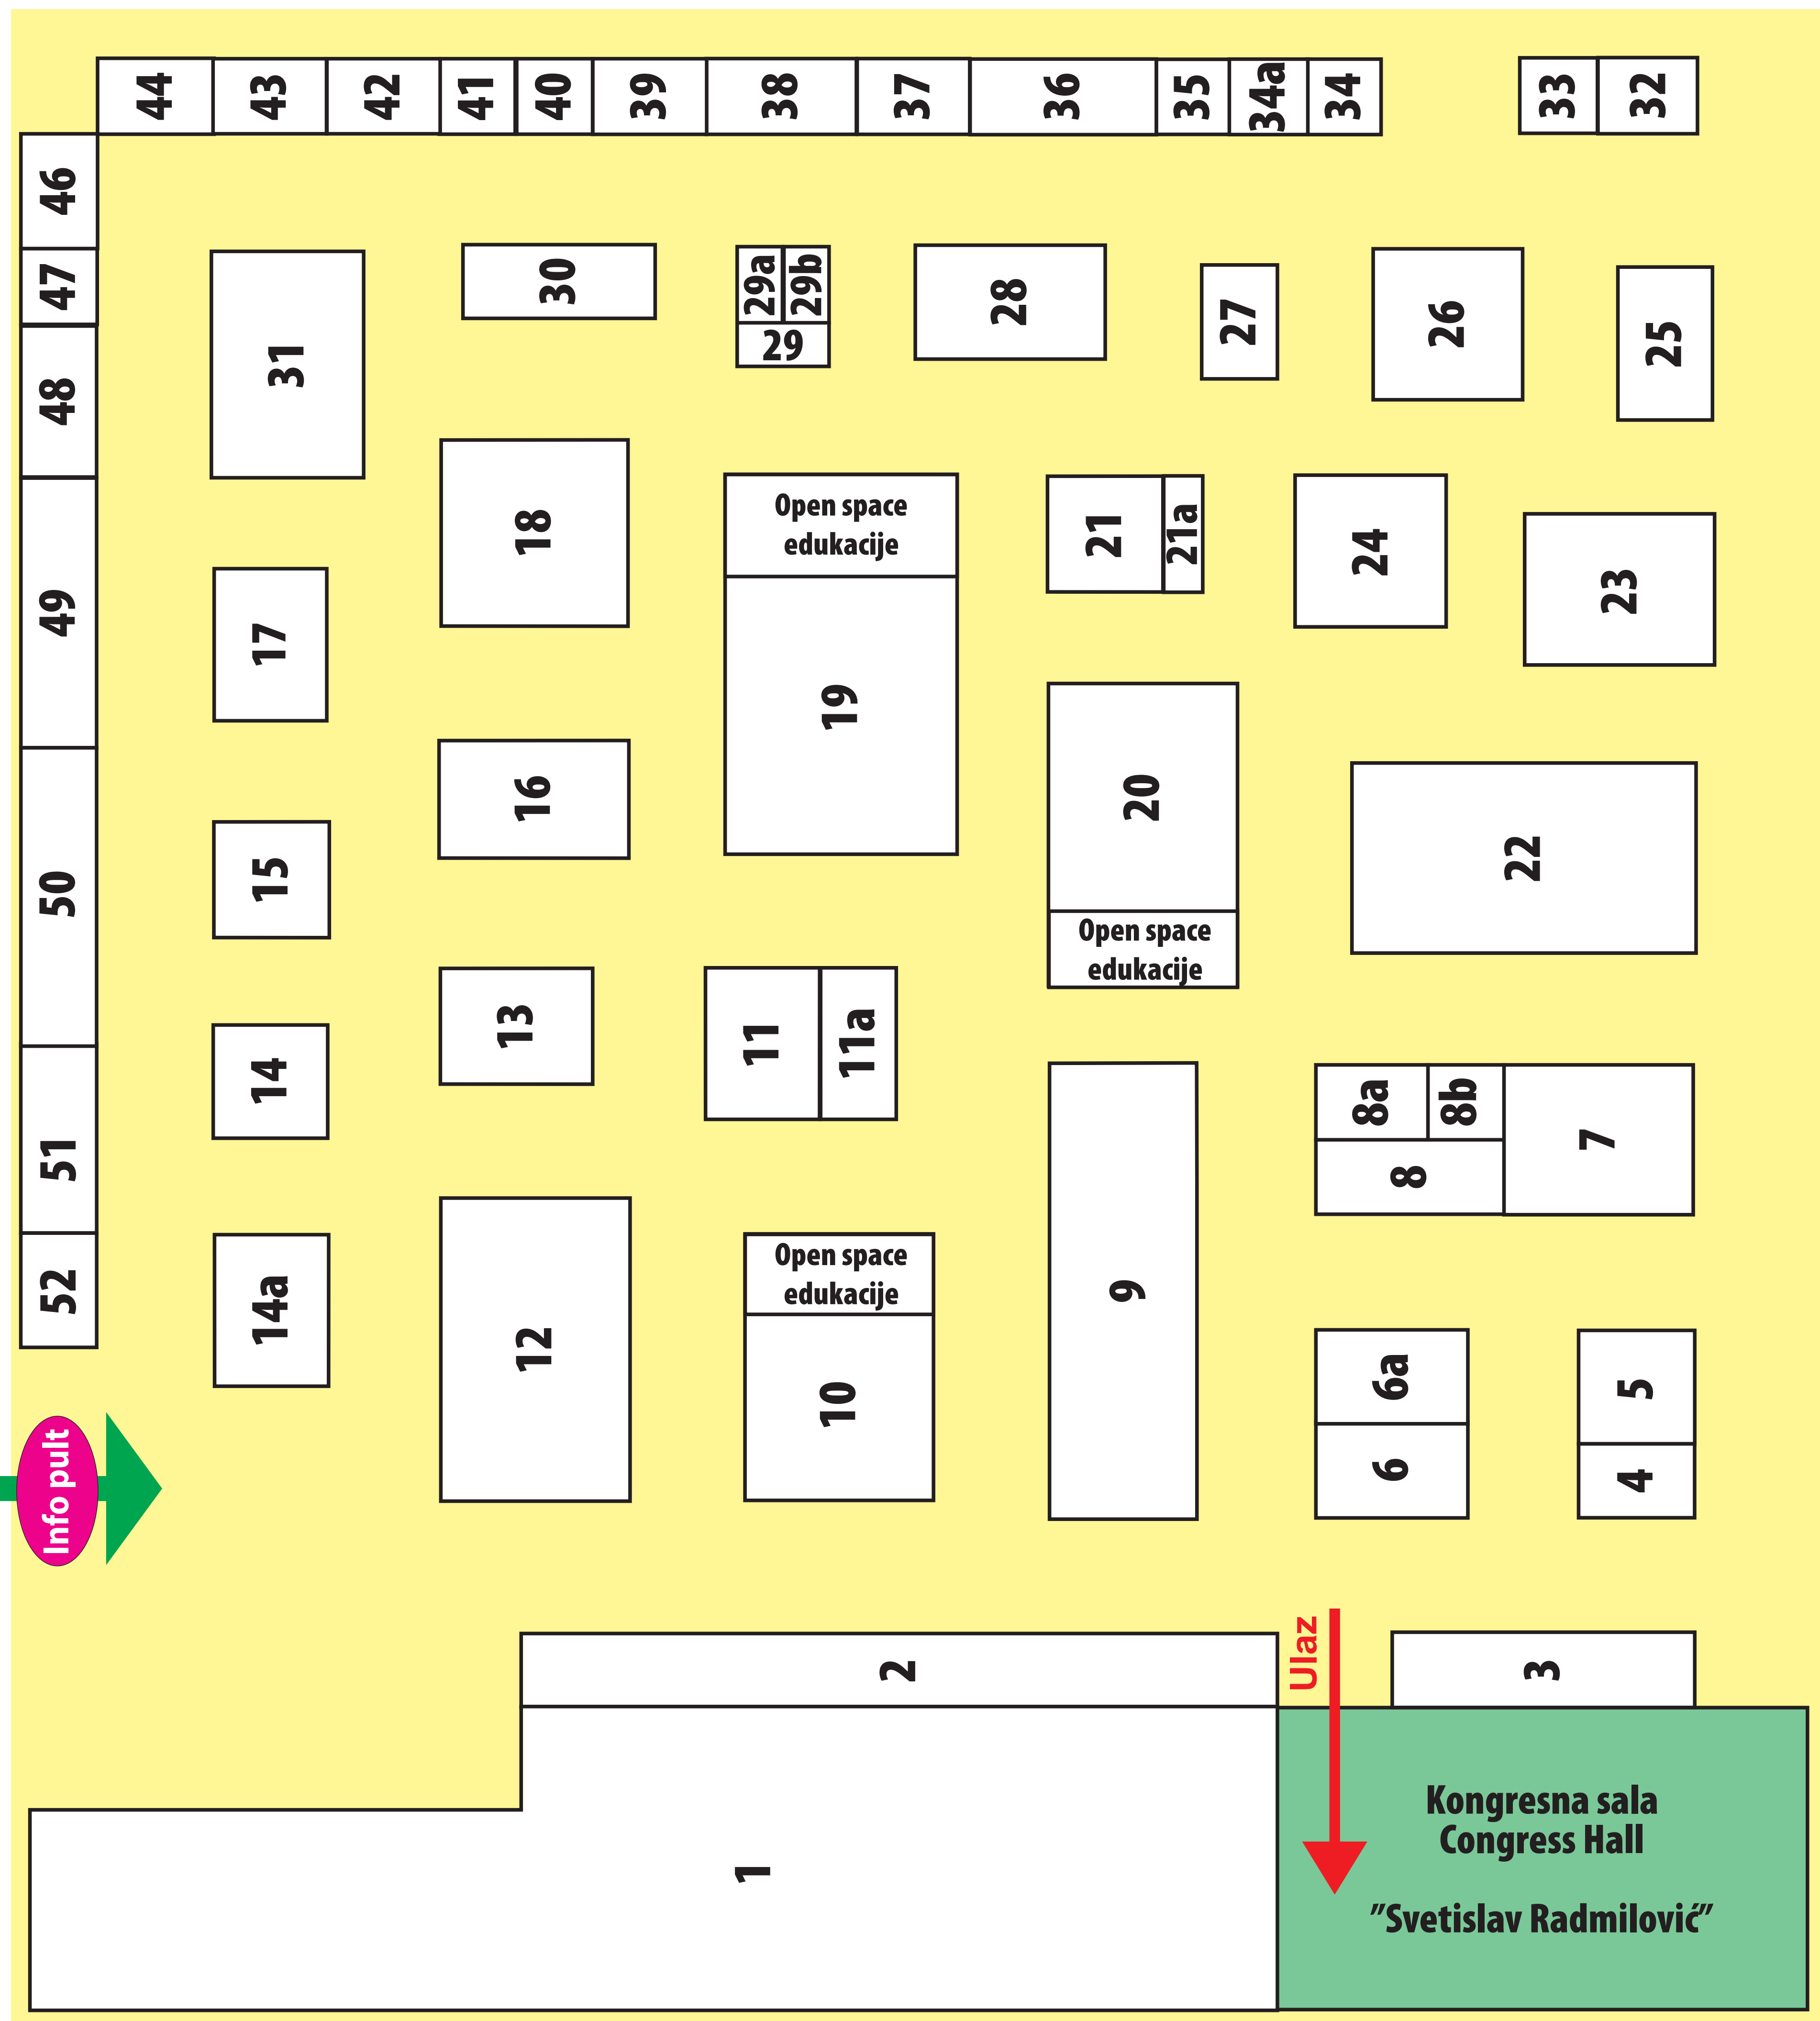 44
43
42
41
40
39
38
37
36
35
34a
34
33
32
46
47
48
49
50
51
52
31
30
29a
29b
29
28
27
26
25
18
Open space
edukacije
21
21a
24
23
17
19
20
Open space
edukacije
22
16
15
14
13
11
11a
8a
8b
8
7
14a
12
Open space
edukacije
10
9
6a
6
5
4
Info pult
2
Ulaz
3
1
Kongresna sala
Congress Hall
"Svetislav Radmilović"